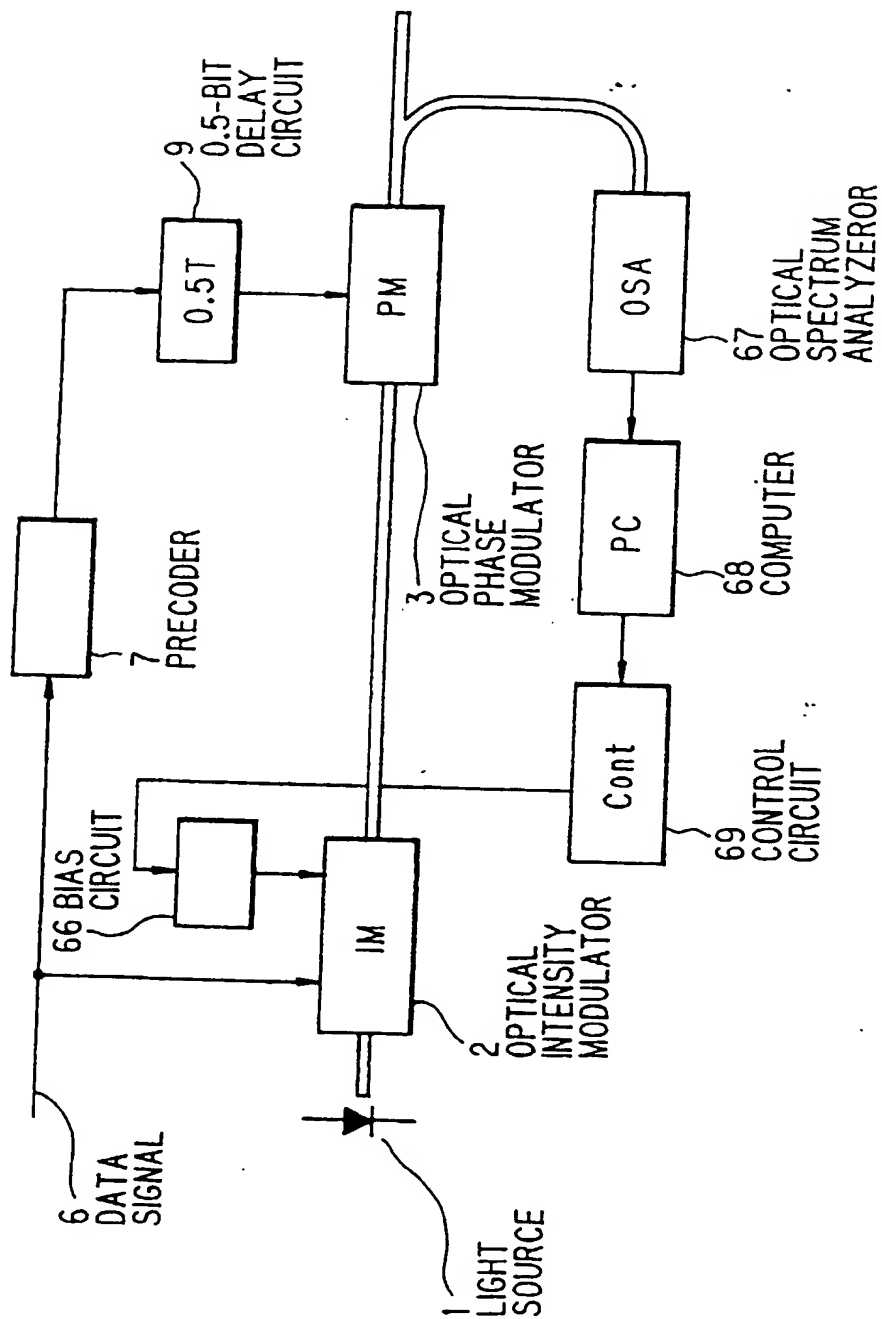 6
DATA
SIGNAL
7
PRECODER
9
0.5-BIT
DELAY
CIRCUIT
0.5T
66 BIAS
CIRCUIT
IM
PM
1
LIGHT
SOURCE
2
OPTICAL
INTENSITY
MODULATOR
3
OPTICAL
PHASE
MODULATOR
Cont
PC
OSA
69
CONTROL
CIRCUIT
68
COMPUTER
67
OPTICAL
SPECTRUM
ANALYZEROR